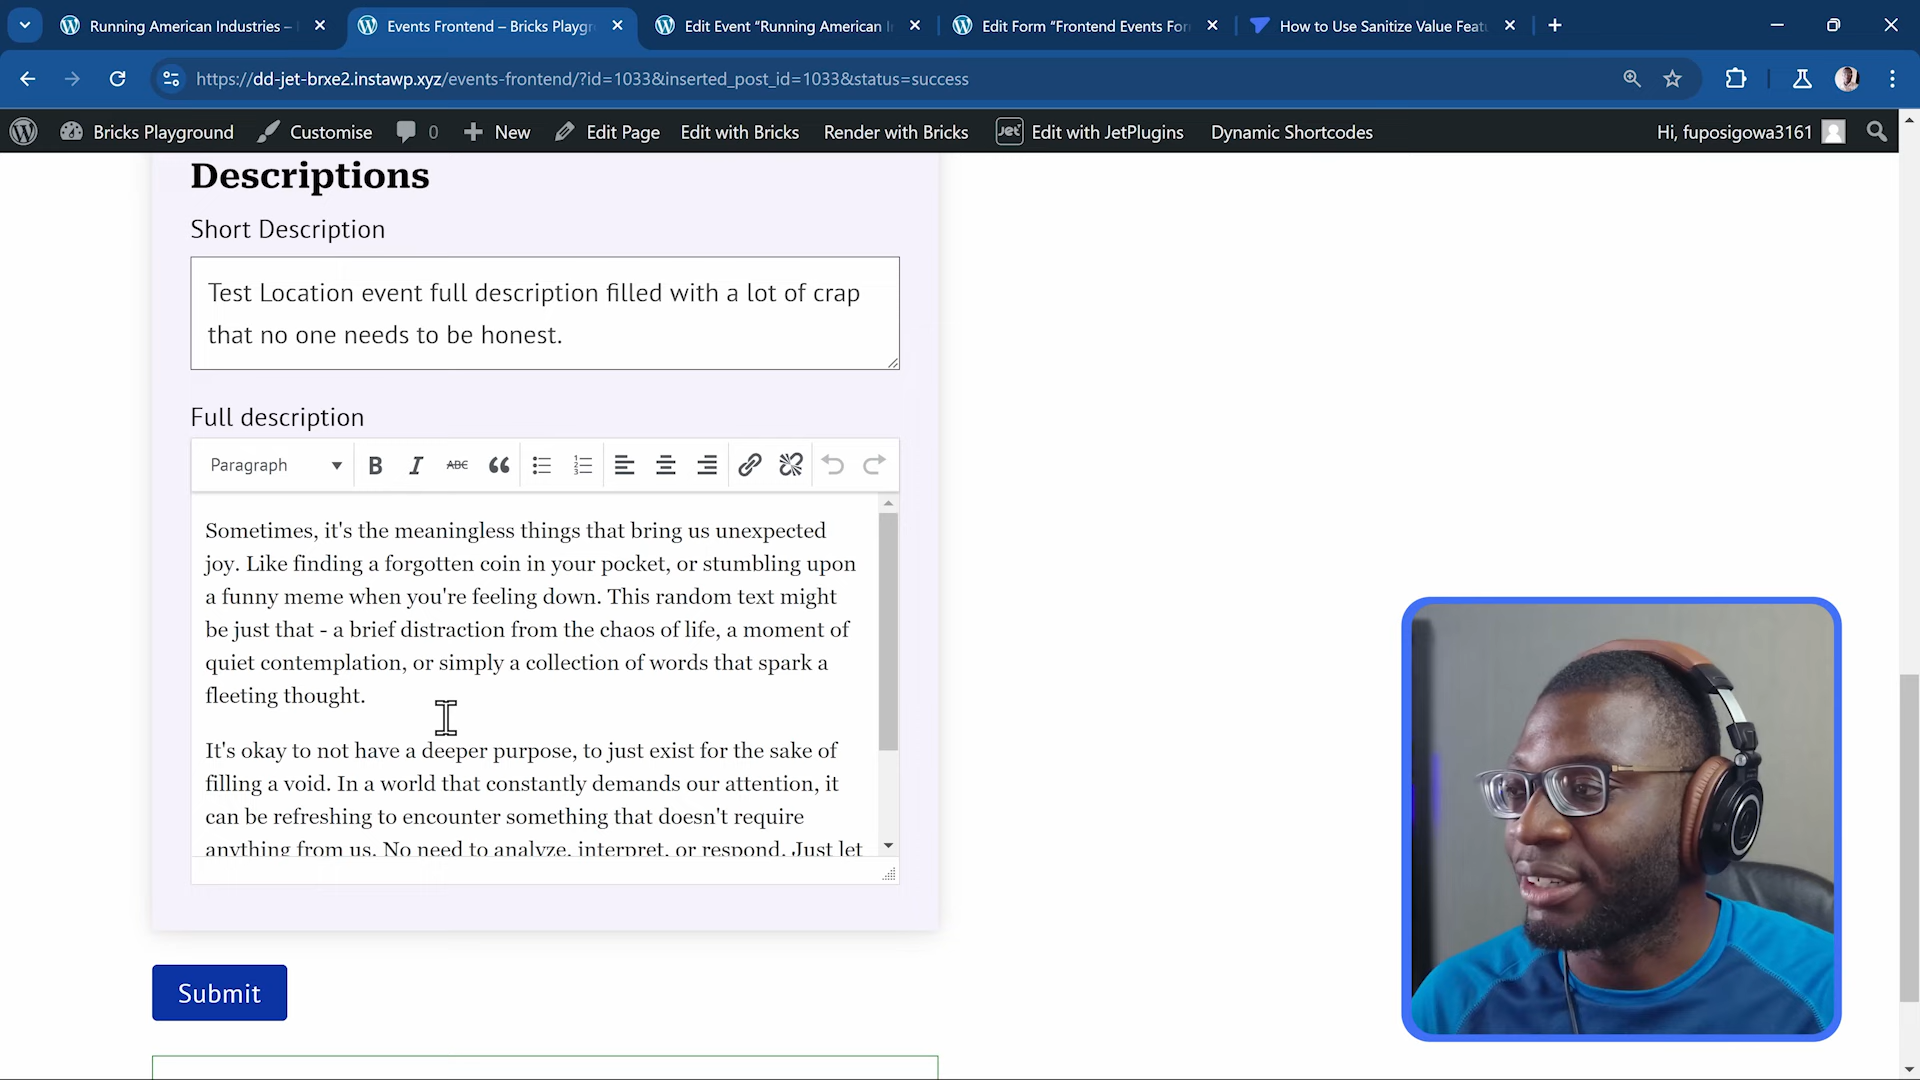 Running American Industries –
Events Frontend – Bricks Playgr
Edit Event “Running American I
Edit Form “Frontend Events For
How to Use Sanitize Value Feat
https://dd-jet-brxe2.instawp.xyz/events-frontend/?id=1033&inserted_post_id=1033&status=success
Bricks Playground
Customise
0
New
Edit Page
Edit with Bricks
Render with Bricks
Jet
Edit with JetPlugins
Dynamic Shortcodes
Hi, fuposigowa3161
Descriptions
Short Description
Test Location event full description filled with a lot of crap
that no one needs to be honest.
Full description
Paragraph
B
I
ABC
Sometimes, it's the meaningless things that bring us unexpected
joy. Like finding a forgotten coin in your pocket, or stumbling upon
a funny meme when you're feeling down. This random text might
be just that - a brief distraction from the chaos of life, a moment of
quiet contemplation, or simply a collection of words that spark a
fleeting thought.
It's okay to not have a deeper purpose, to just exist for the sake of
filling a void. In a world that constantly demands our attention, it
can be refreshing to encounter something that doesn't require
anything from us. No need to analyze, interpret, or respond. Just let
Submit